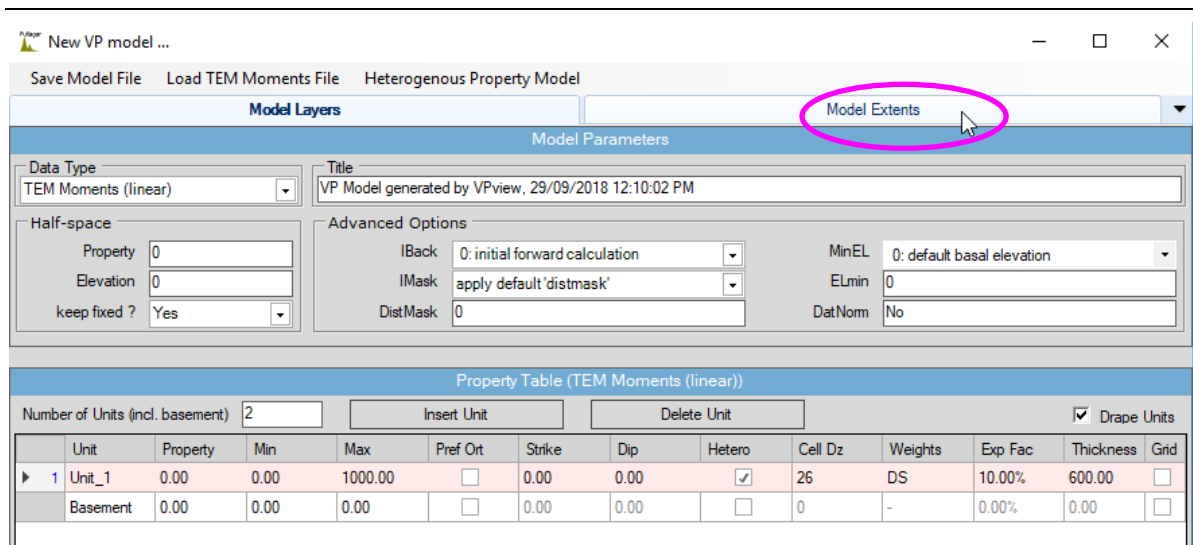 Fullagar
New VP model ...
Save Model File Load TEM Moments File Heterogenous Property Model
Model Layers Model Extents
Model Parameters
Data Type Title
TEM Moments (linear) VP Model generated by VPview, 29/09/2018 12:10:02 PM
Half-space Advanced Options
Property 0 IBack 0: initial forward calculation MinEL 0: default basal elevation
Elevation 0 IMask apply default 'distmask' ELmin 0
keep fixed ? Yes DistMask 0 DatNorm No
Property Table (TEM Moments (linear))
Number of Units (incl. basement) 2 Insert Unit Delete Unit Drape Units
Unit Property Min Max Pref Ort Strike Dip Hetero Cell Dz Weights Exp Fac Thickness Grid
1 Unit_1 0.00 0.00 1000.00 0.00 0.00 26 DS 10.00% 600.00
Basement 0.00 0.00 0.00 0.00 0.00 0 - 0.00% 0.00